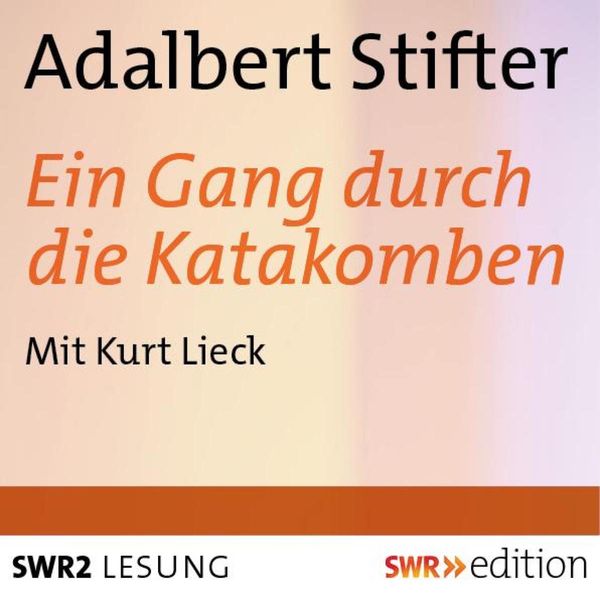 Adalbert Stifter
Ein Gang durch
die Katakomben
Mit Kurt Lieck
SWR2 LESUNG
SWR>> edition